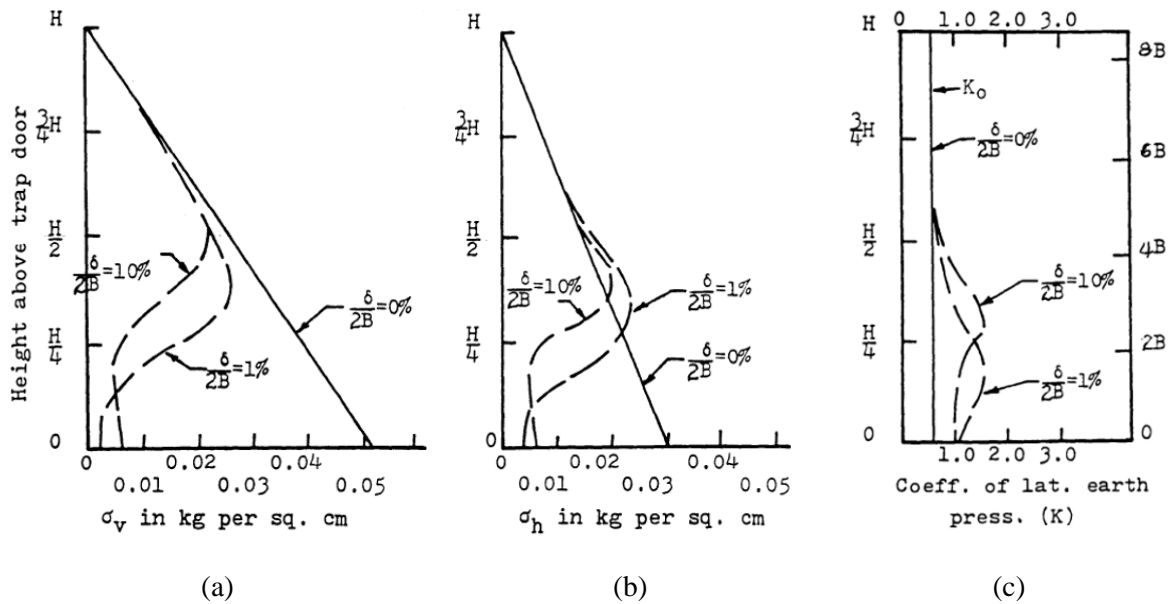 H
3/4H
H/2
H/4
0
Height above trap door
δ/2B=10%
δ/2B=0%
δ/2B=1%
0 0.02 0.04
0.01 0.03 0.05
σv in kg per sq. cm
(a)
H
3/4H
H/2
H/4
0
δ/2B=10%
δ/2B=1%
δ/2B=0%
0 0.02 0.04
0.01 0.03 0.05
σh in kg per sq. cm
(b)
0 1.0 2.0 3.0
H
3/4H
H/2
H/4
0
Ko
δ/2B=0%
δ/2B=10%
δ/2B=1%
8B
6B
4B
2B
0
1.0 2.0 3.0
Coeff. of lat. earth
press. (K)
(c)